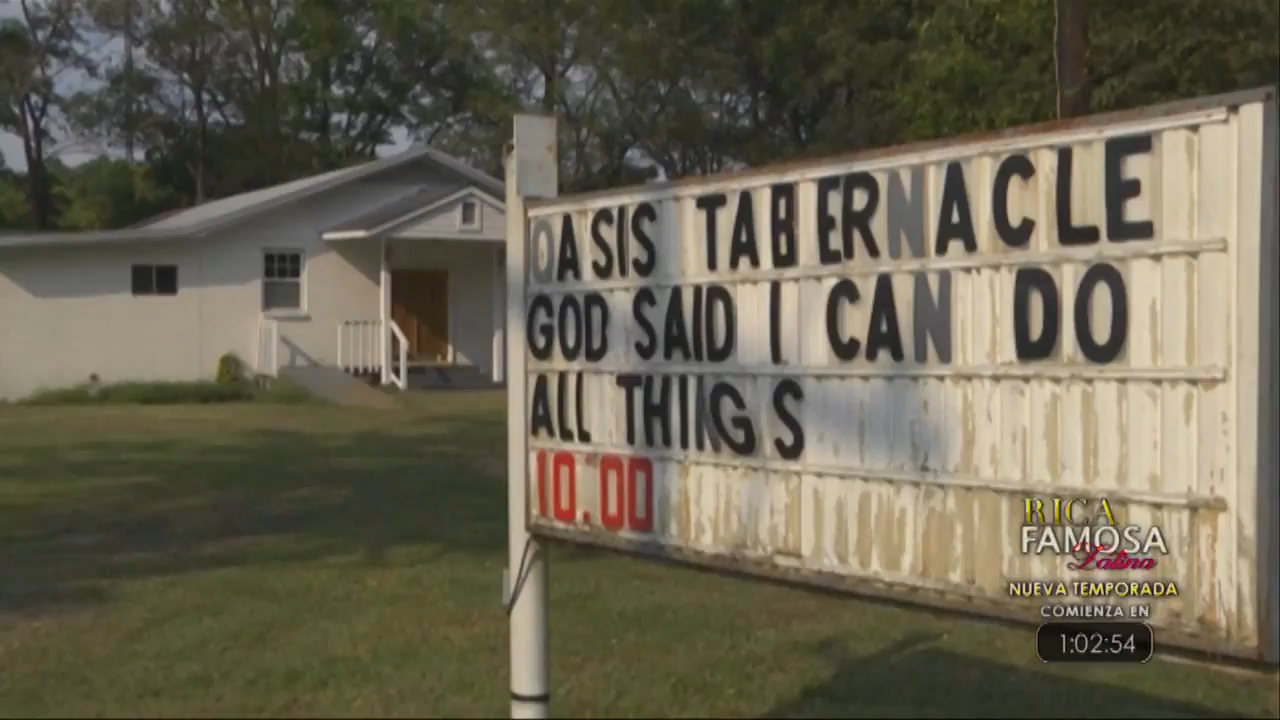 OASIS TABERNACLE
GOD SAID I CAN DO
ALL THINGS
10:00
RICA
FAMOSA
Latina
NUEVA TEMPORADA
COMIENZA EN
1:02:54